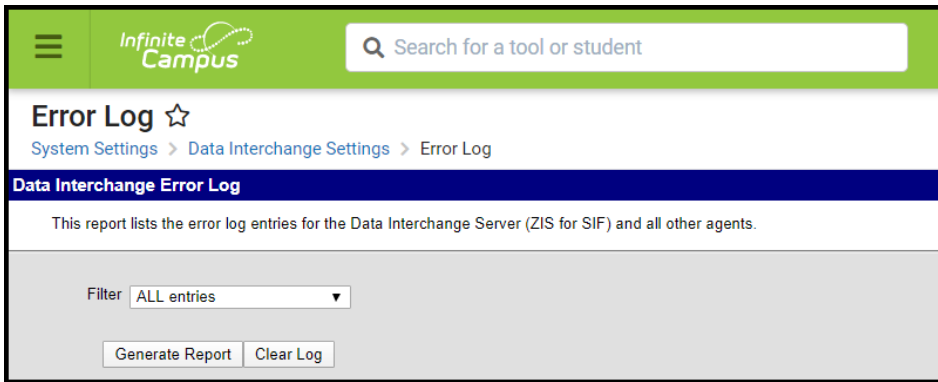 Infinite
Campus
Search for a tool or student
Error Log
System Settings > Data Interchange Settings > Error Log
Data Interchange Error Log
This report lists the error log entries for the Data Interchange Server (ZIS for SIF) and all other agents.
Filter ALL entries
Generate Report Clear Log